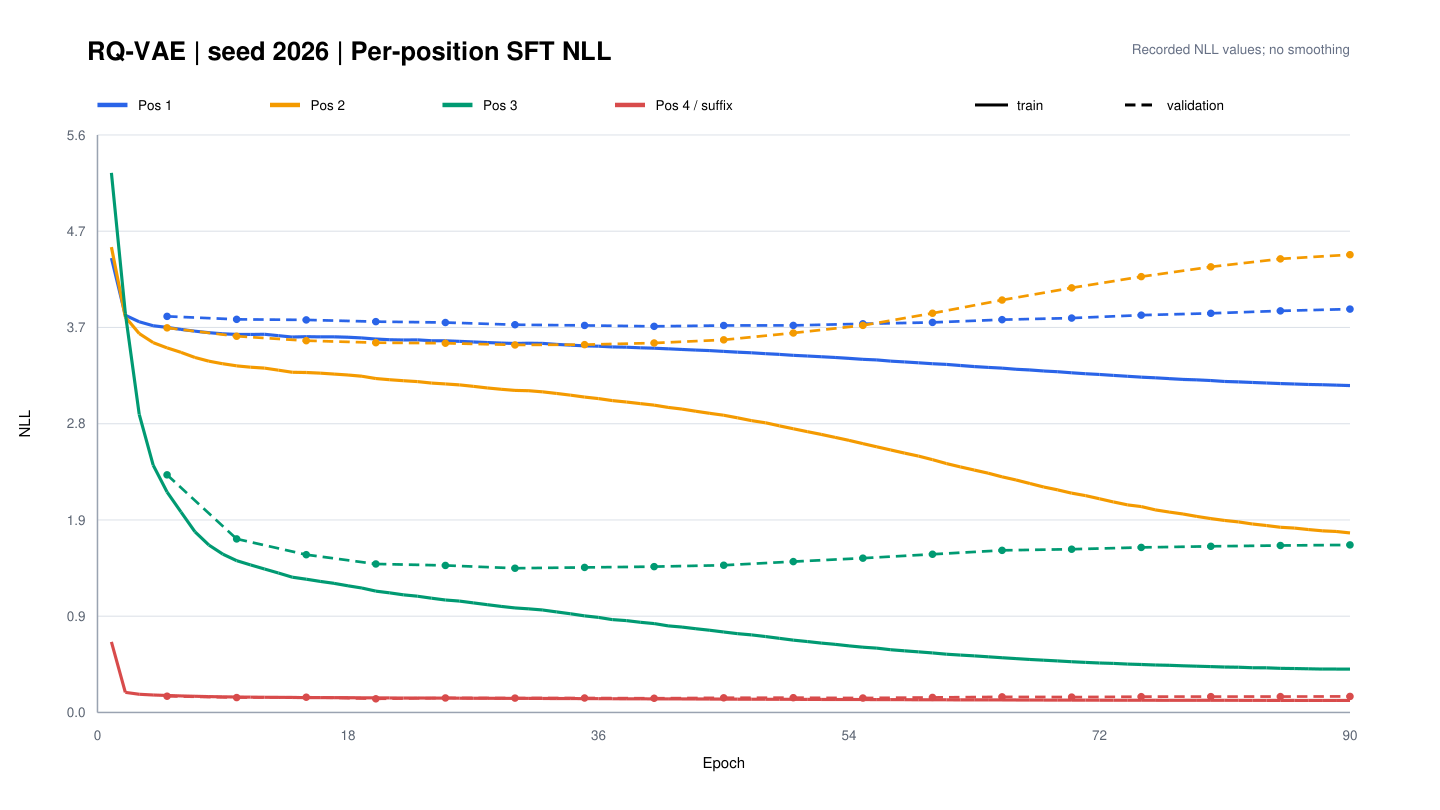 RQ-VAE | seed 2026 | Per-position SFT NLL
Recorded NLL values; no smoothing
Pos 1 Pos 2 Pos 3 Pos 4 / suffix train validation
5.6
4.7
3.7
2.8
1.9
0.9
0.0
NLL
0 18 36 54 72 90
Epoch